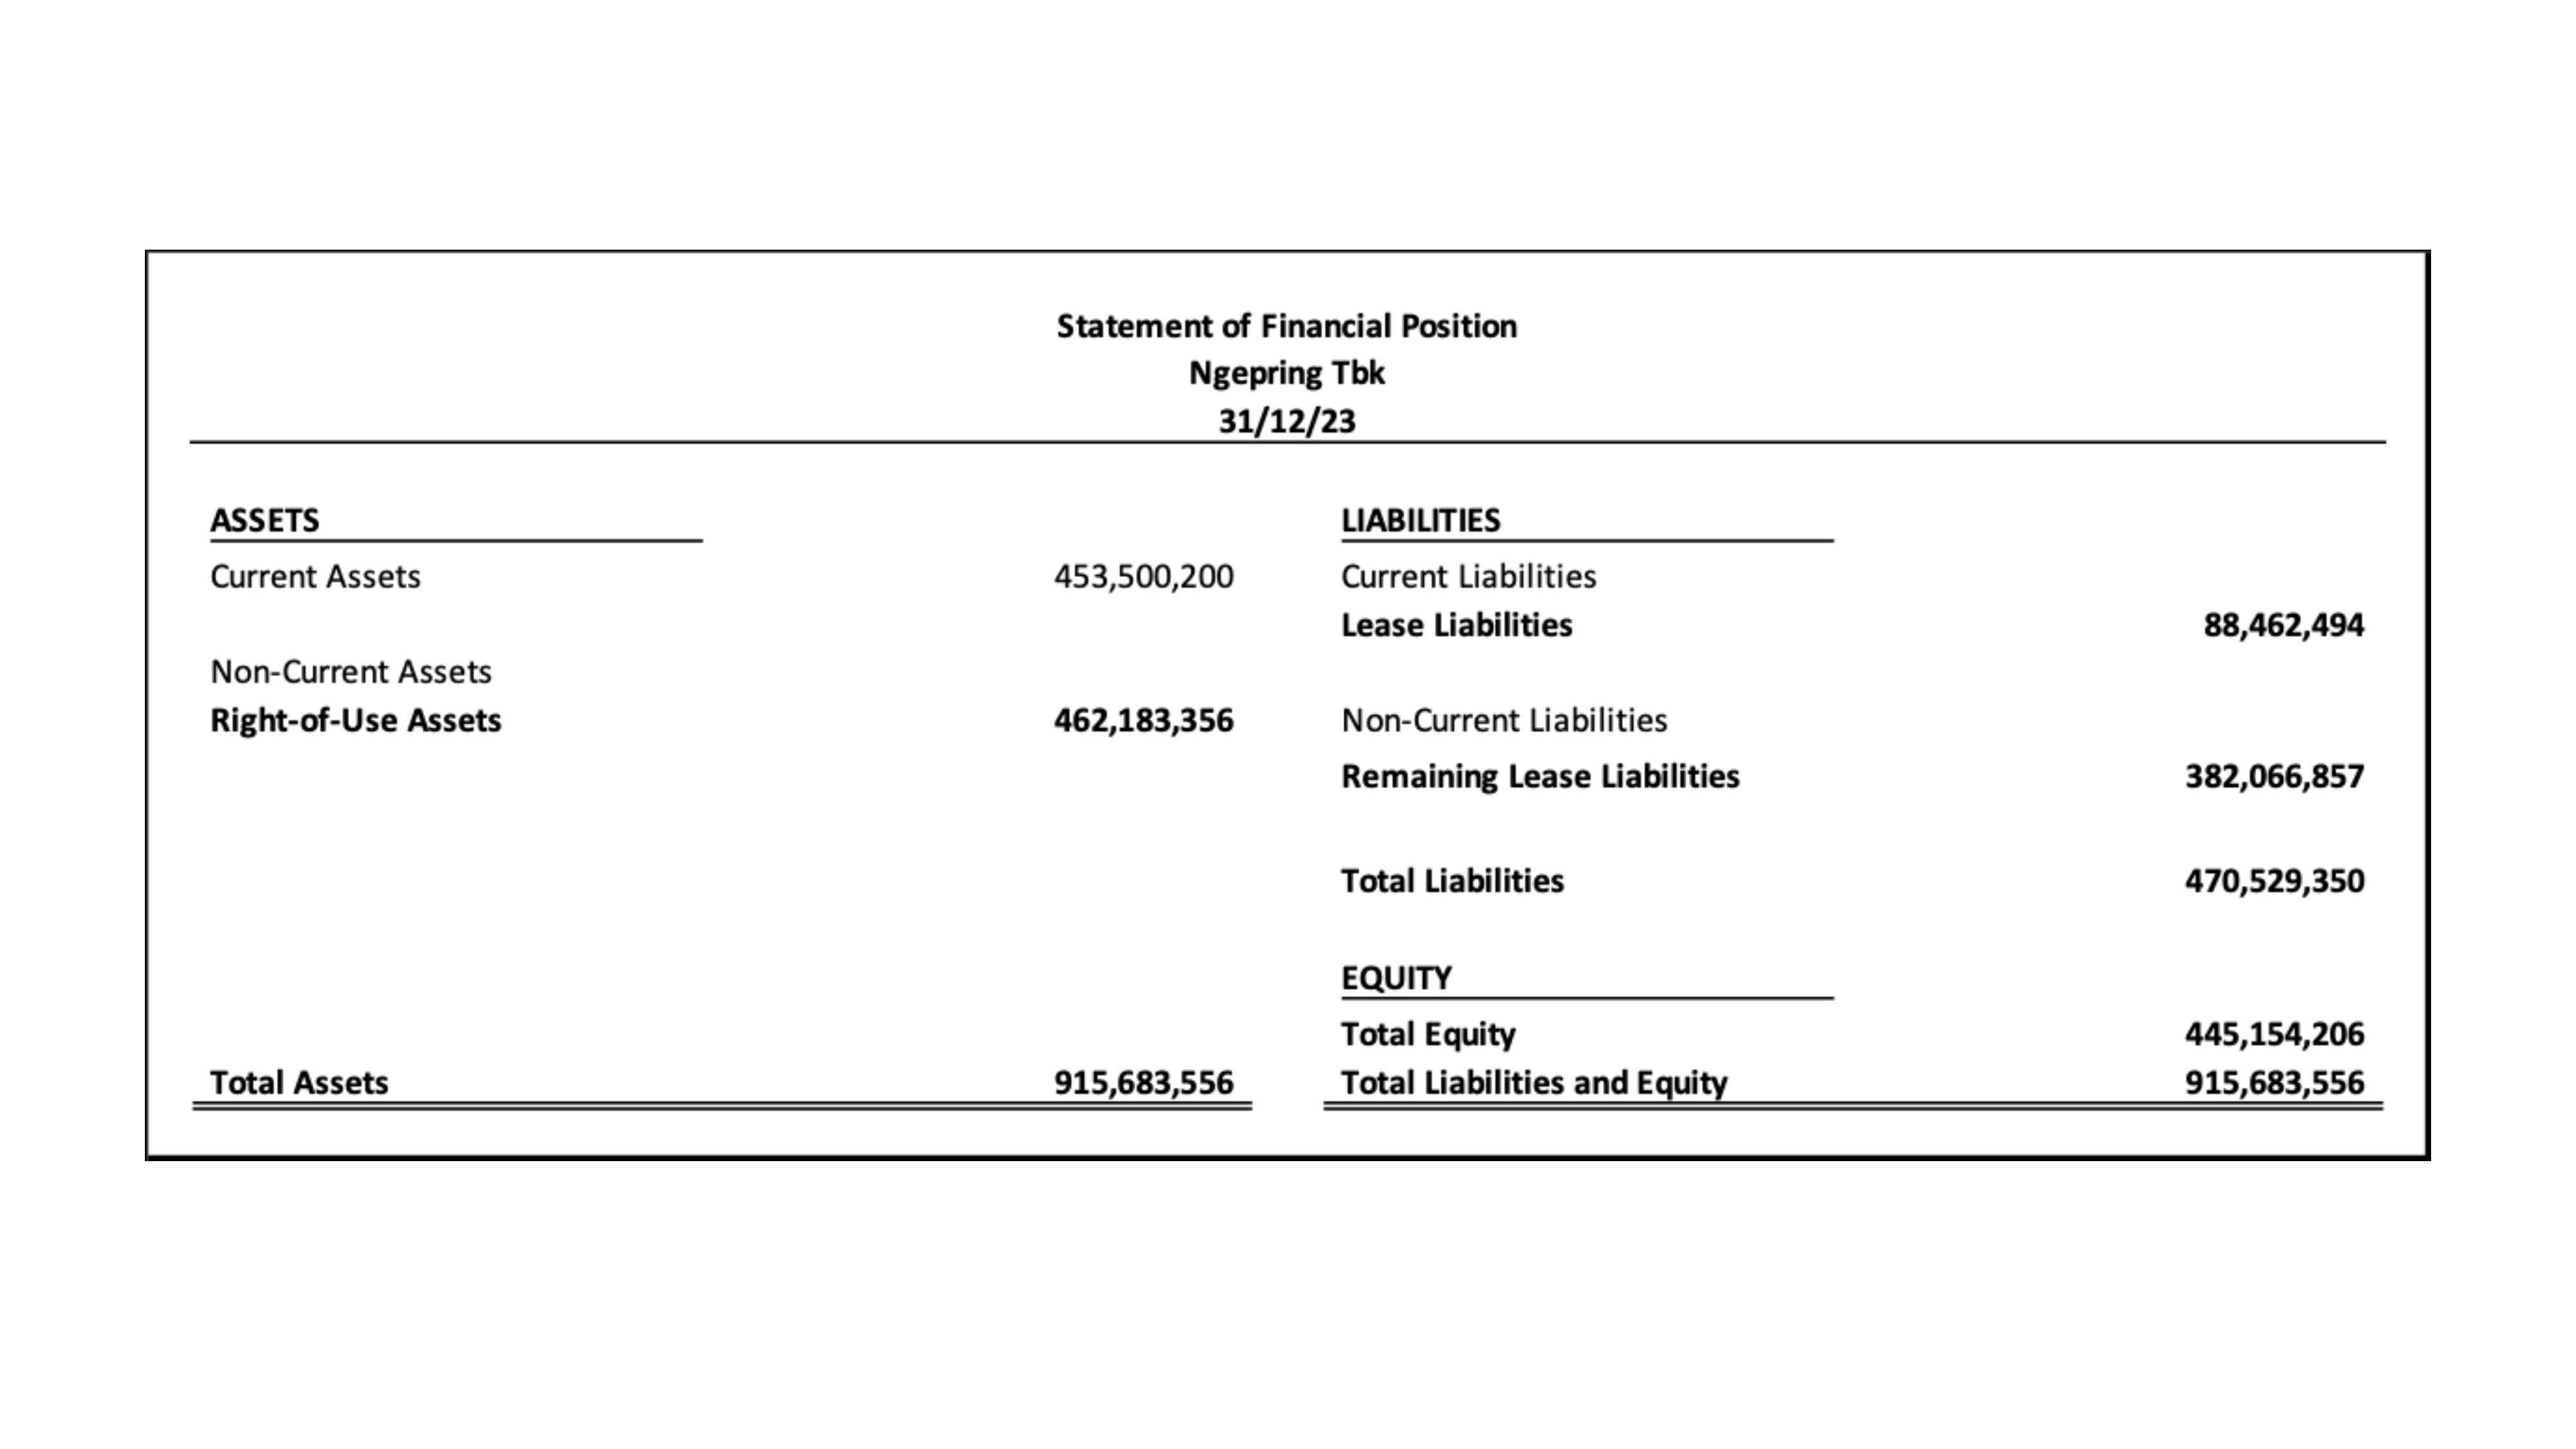 Statement of Financial Position
Ngepring Tbk
31/12/23
ASSETS
Current Assets 453,500,200
Non-Current Assets
Right-of-Use Assets 462,183,356
Total Assets 915,683,556
LIABILITIES
Current Liabilities
Lease Liabilities 88,462,494
Non-Current Liabilities
Remaining Lease Liabilities 382,066,857
Total Liabilities 470,529,350
EQUITY
Total Equity 445,154,206
Total Liabilities and Equity 915,683,556